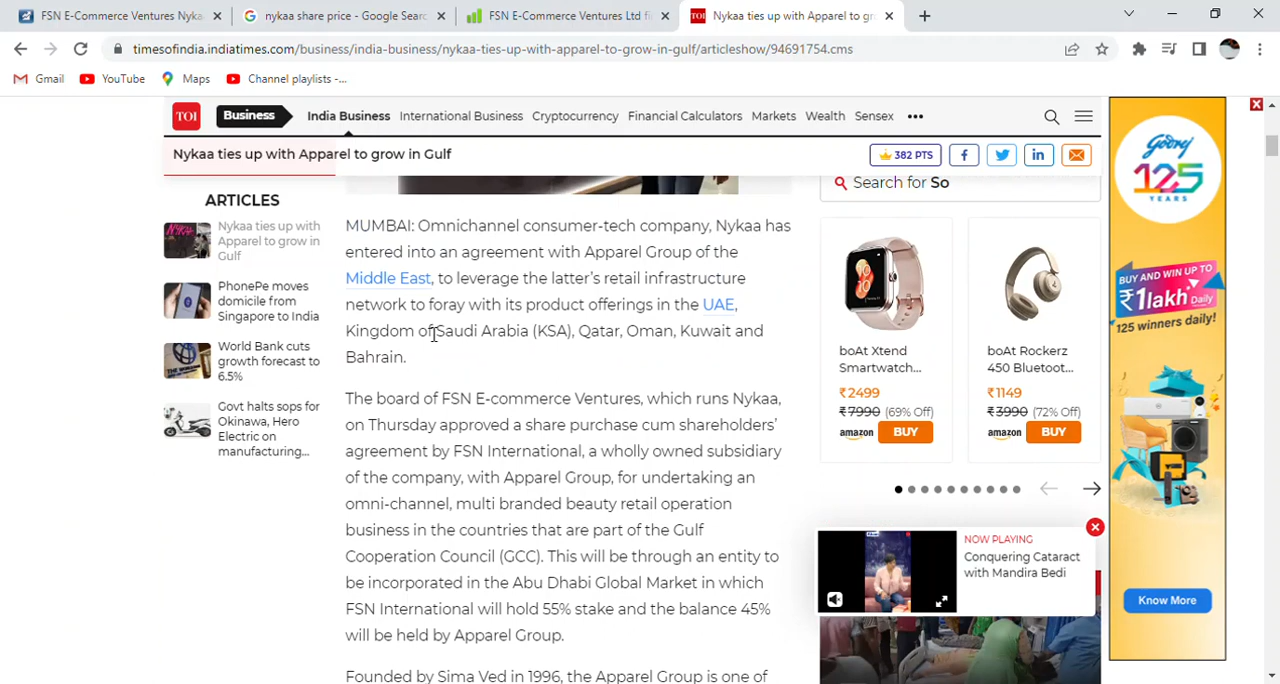 FSN E-Commerce Ventures Nyka
nykaa share price - Google Searc
FSN E-Commerce Ventures Ltd fi
TOI Nykaa ties up with Apparel to gr
timesofindia.indiatimes.com/business/india-business/nykaa-ties-up-with-apparel-to-grow-in-gulf/articleshow/94691754.cms
Gmail YouTube Maps Channel playlists -...
TOI Business India Business International Business Cryptocurrency Financial Calculators Markets Wealth Sensex •••
Nykaa ties up with Apparel to grow in Gulf
382 PTS
ARTICLES
Nykaa ties up with
Apparel to grow in
Gulf
PhonePe moves
domicile from
Singapore to India
World Bank cuts
growth forecast to
6.5%
Govt halts sops for
Okinawa, Hero
Electric on
manufacturing...
MUMBAI: Omnichannel consumer-tech company, Nykaa has
entered into an agreement with Apparel Group of the
Middle East, to leverage the latter's retail infrastructure
network to foray with its product offerings in the UAE,
Kingdom of Saudi Arabia (KSA), Qatar, Oman, Kuwait and
Bahrain.
The board of FSN E-commerce Ventures, which runs Nykaa,
on Thursday approved a share purchase cum shareholders'
agreement by FSN International, a wholly owned subsidiary
of the company, with Apparel Group, for undertaking an
omni-channel, multi branded beauty retail operation
business in the countries that are part of the Gulf
Cooperation Council (GCC). This will be through an entity to
be incorporated in the Abu Dhabi Global Market in which
FSN International will hold 55% stake and the balance 45%
will be held by Apparel Group.
Founded by Sima Ved in 1996, the Apparel Group is one of
Search for So
boAt Xtend
Smartwatch...
₹2499
₹7990 (69% Off)
amazon BUY
boAt Rockerz
450 Bluetoot...
₹1149
₹3990 (72% Off)
amazon BUY
NOW PLAYING
Conquering Cataract
with Mandira Bedi
Godrej
125
YEARS
BUY AND WIN UP TO
₹1lakh Daily
125 winners daily!
Know More